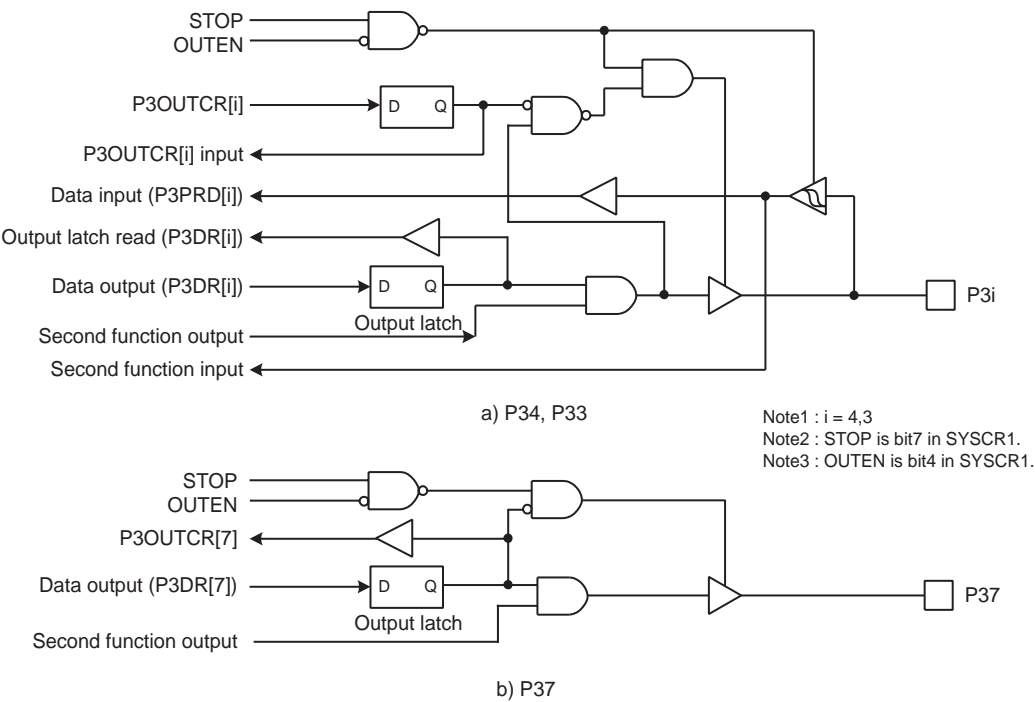 STOP
OUTEN
P3OUTCR[i]
D Q
P3OUTCR[i] input
Data input (P3PRD[i])
Output latch read (P3DR[i])
Data output (P3DR[i])
D Q
P3i
Output latch
Second function output
Second function input
a) P34, P33
Note1 : i = 4,3
Note2 : STOP is bit7 in SYSCR1.
Note3 : OUTEN is bit4 in SYSCR1.
STOP
OUTEN
P3OUTCR[7]
Data output (P3DR[7])
D Q
P37
Output latch
Second function output
b) P37